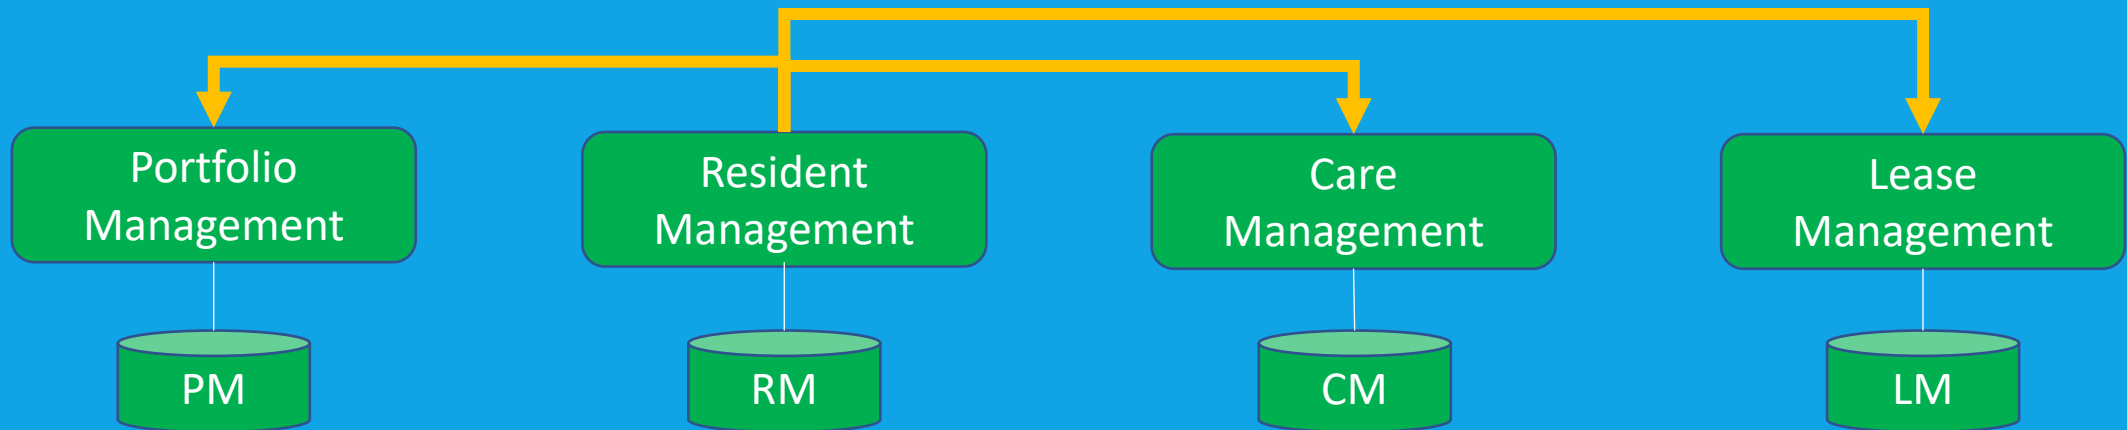 Portfolio
Management
Resident
Management
Care
Management
Lease
Management
PM
RM
CM
LM